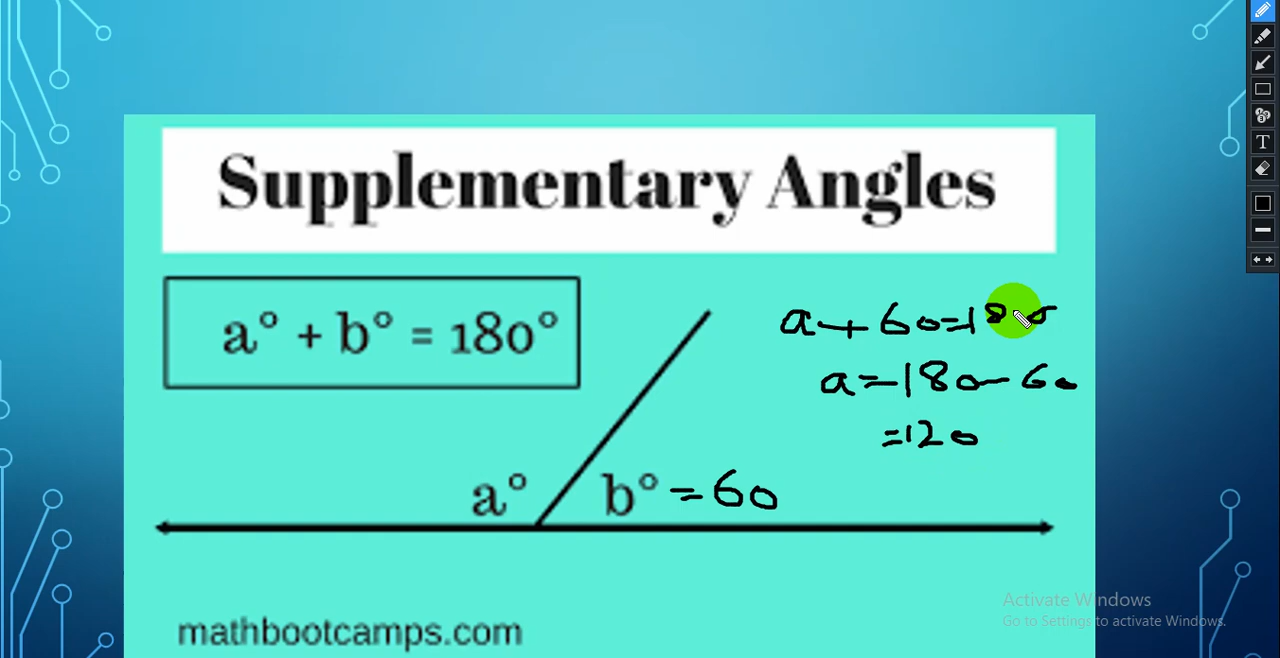 Supplementary Angles
a° + b° = 180°
a + 60 = 180
a = 180 - 60
= 120
a° b° = 60
mathbootcamps.com
Activate Windows
Go to Settings to activate Windows.
T